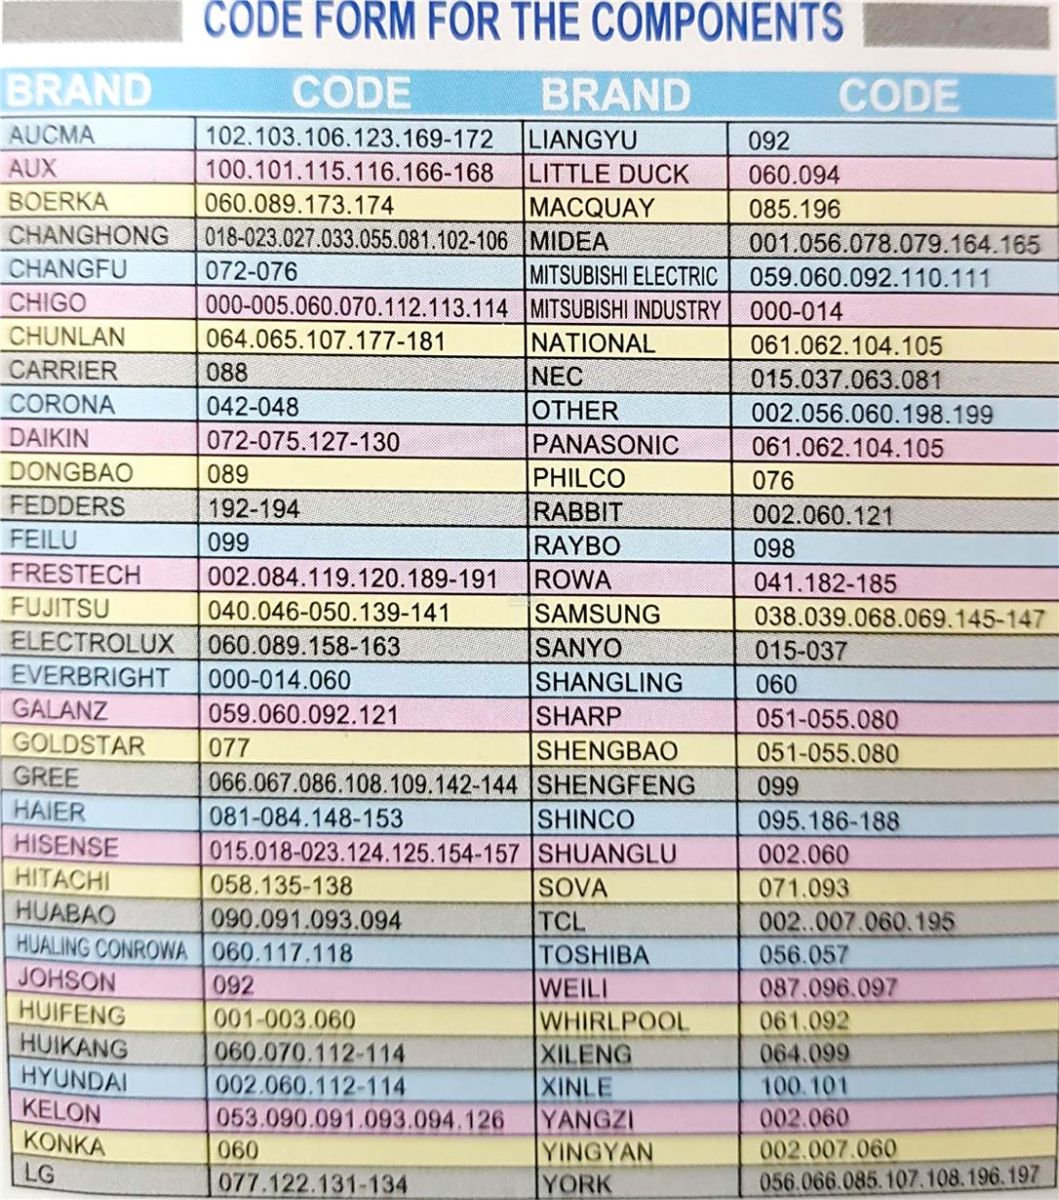 CODE FORM FOR THE COMPONENTS
BRAND CODE BRAND CODE
AUCMA 102.103.106.123.169-172 LIANGYU 092
AUX 100.101.115.116.166-168 LITTLE DUCK 060.094
BOERKA 060.089.173.174 MACQUAY 085.196
CHANGHONG 018-023.027.033.055.081.102-106 MIDEA 001.056.078.079.164.165
CHANGFU 072-076 MITSUBISHI ELECTRIC 059.060.092.110.111
CHIGO 000-005.060.070.112.113.114 MITSUBISHI INDUSTRY 000-014
CHUNLAN 064.065.107.177-181 NATIONAL 061.062.104.105
CARRIER 088 NEC 015.037.063.081
CORONA 042-048 OTHER 002.056.060.198.199
DAIKIN 072-075.127-130 PANASONIC 061.062.104.105
DONGBAO 089 PHILCO 076
FEDDERS 192-194 RABBIT 002.060.121
FEILU 099 RAYBO 098
FRESTECH 002.084.119.120.189-191 ROWA 041.182-185
FUJITSU 040.046-050.139-141 SAMSUNG 038.039.068.069.145-147
ELECTROLUX 060.089.158-163 SANYO 015-037
EVERBRIGHT 000-014.060 SHANGLING 060
GALANZ 059.060.092.121 SHARP 051-055.080
GOLDSTAR 077 SHENGBAO 051-055.080
GREE 066.067.086.108.109.142-144 SHENGFENG 099
HAIER 081-084.148-153 SHINCO 095.186-188
HISENSE 015.018-023.124.125.154-157 SHUANGLU 002.060
HITACHI 058.135-138 SOVA 071.093
HUABAO 090.091.093.094 TCL 002..007.060.195
HUALING CONROWA 060.117.118 TOSHIBA 056.057
JOHSON 092 WEILI 087.096.097
HUIFENG 001-003.060 WHIRLPOOL 061.092
HUIKANG 060.070.112-114 XILENG 064.099
HYUNDAI 002.060.112-114 XINLE 100.101
KELON 053.090.091.093.094.126 YANGZI 002.060
KONKA 060 YINGYAN 002.007.060
LG 077.122.131-134 YORK 056.066.085.107.108.196.197